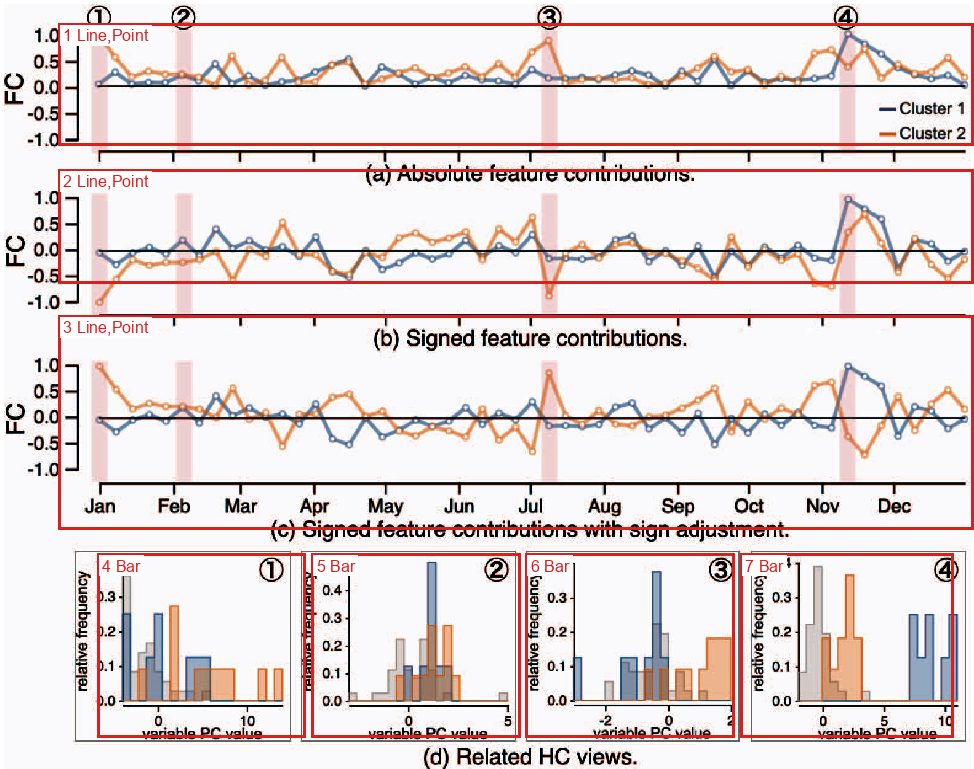 ① ② ③ ④
1 Line,Point
FC
1.0
0.5
0.0
-0.5
-1.0
Cluster 1
Cluster 2
(a) Absolute feature contributions.
2 Line,Point
FC
1.0
0.5
0.0
-0.5
-1.0
(b) Signed feature contributions.
3 Line,Point
FC
1.0
0.5
0.0
-0.5
-1.0
Jan Feb Mar Apr May Jun Jul Aug Sep Oct Nov Dec
(c) Signed feature contributions with sign adjustment.
4 Bar
①
relative frequency
0.3
0.2
0.1
0.0
0 10
variable PC value
5 Bar
②
relative frequency
0.4
0.3
0.2
0.1
0.0
0 5
variable PC value
6 Bar
③
relative frequency
0.3
0.2
0.1
0.0
-2 0 2
variable PC value
7 Bar
④
relative frequency
0.3
0.2
0.1
0.0
0 5 10
variable PC value
(d) Related HC views.